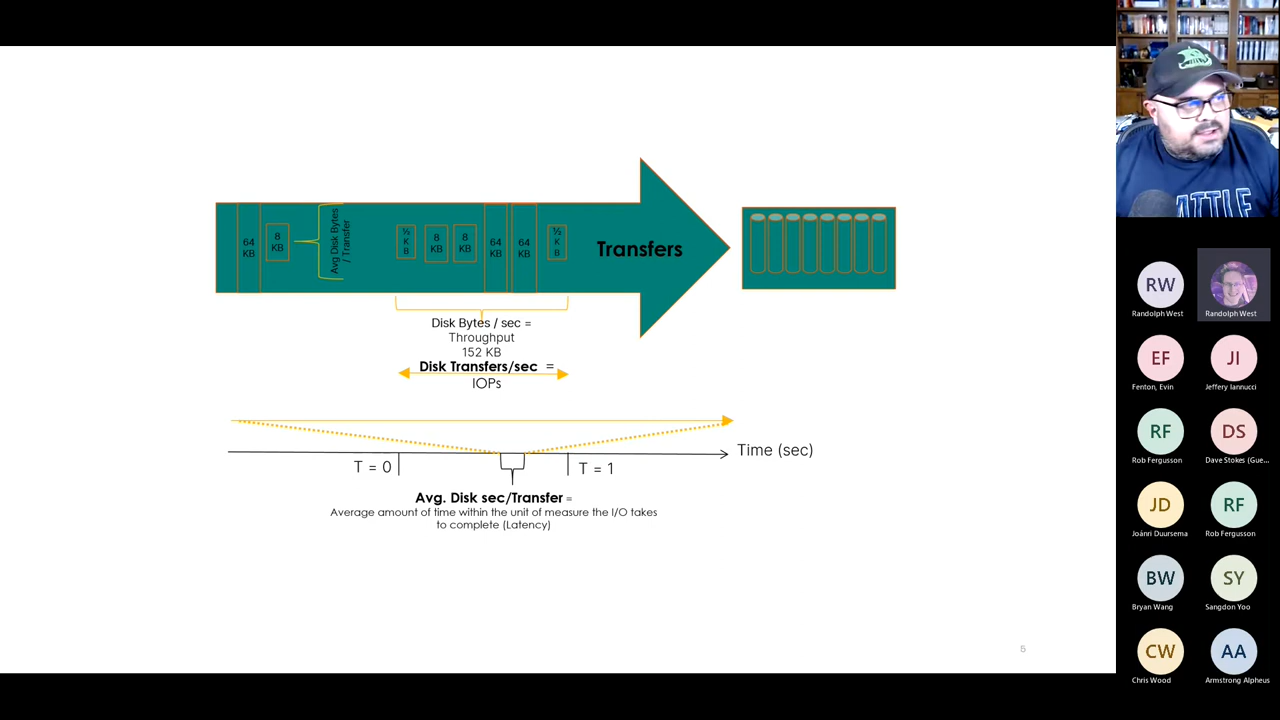 64
KB
8
KB
Avg Disk Bytes
/ Transfer
½
K
B
8
KB
8
KB
64
KB
64
KB
½
K
B
Transfers
Disk Bytes / sec =
Throughput
152 KB
Disk Transfers/sec =
IOPs
Time (sec)
T = 0
T = 1
Avg. Disk sec/Transfer =
Average amount of time within the unit of measure the I/O takes
to complete (Latency)
RW
Randolph West
Randolph West
EF
Fenton, Evin
JI
Jeffery Iannucci
RF
Rob Fergusson
DS
Dave Stokes (Gue...
JD
Joánri Duursema
RF
Rob Fergusson
BW
Bryan Wang
SY
Sangdon Yoo
CW
Chris Wood
AA
Armstrong Alpheus